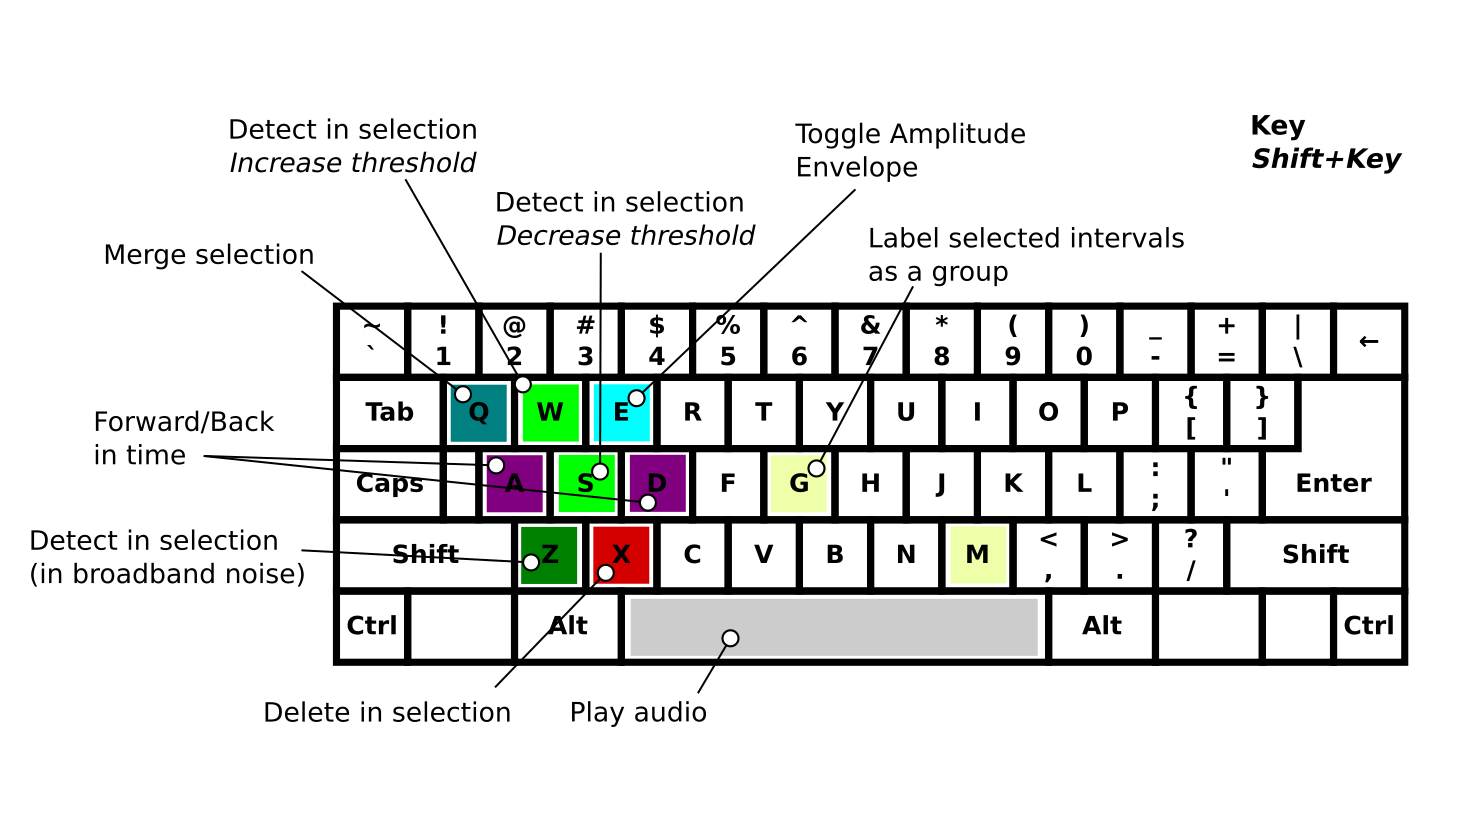 Detect in selection
Increase threshold
Toggle Amplitude
Envelope
Key
Shift+Key
Detect in selection
Decrease threshold
Merge selection
Label selected intervals
as a group
~ ! @ # $ % ^ & * ( ) _ + | ←
` 1 2 3 4 5 6 7 8 9 0 - = \
Tab Q W E R T Y U I O P { }
[ ]
Forward/Back
in time
Caps A S D F G H J K L : "
; '
Enter
Detect in selection
(in broadband noise)
Shift Z X C V B N M < > ? Shift
, . /
Ctrl Alt Alt Ctrl
Delete in selection
Play audio